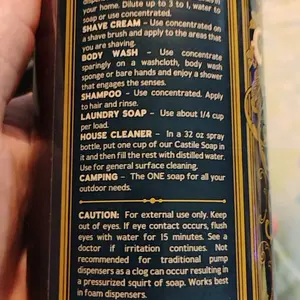 your home. Dilute up to 3 to 1, water to
soap or use concentrated.
SHAVE CREAM – Use concentrated on
a shave brush and apply to the areas that
you are shaving.
BODY WASH – Use concentrate
sparingly on a washcloth, body wash
sponge or bare hands and enjoy a shower
that engages the senses.
SHAMPOO – Use concentrated. Apply
to hair and rinse.
LAUNDRY SOAP – Use about 1/4 cup
per load.
HOUSE CLEANER – In a 32 oz spray
bottle, put one cup of our Castile Soap in
it and then fill the rest with distilled water.
Use for general surface cleaning.
CAMPING – The ONE soap for all your
outdoor needs.
CAUTION: For external use only. Keep
out of eyes. If eye contact occurs, flush
eyes with water for 15 minutes. See a
doctor if irritation continues. Not
recommended for traditional pump
dispensers as a clog can occur resulting in
a pressurized squirt of soap. Works best
in foam dispensers.